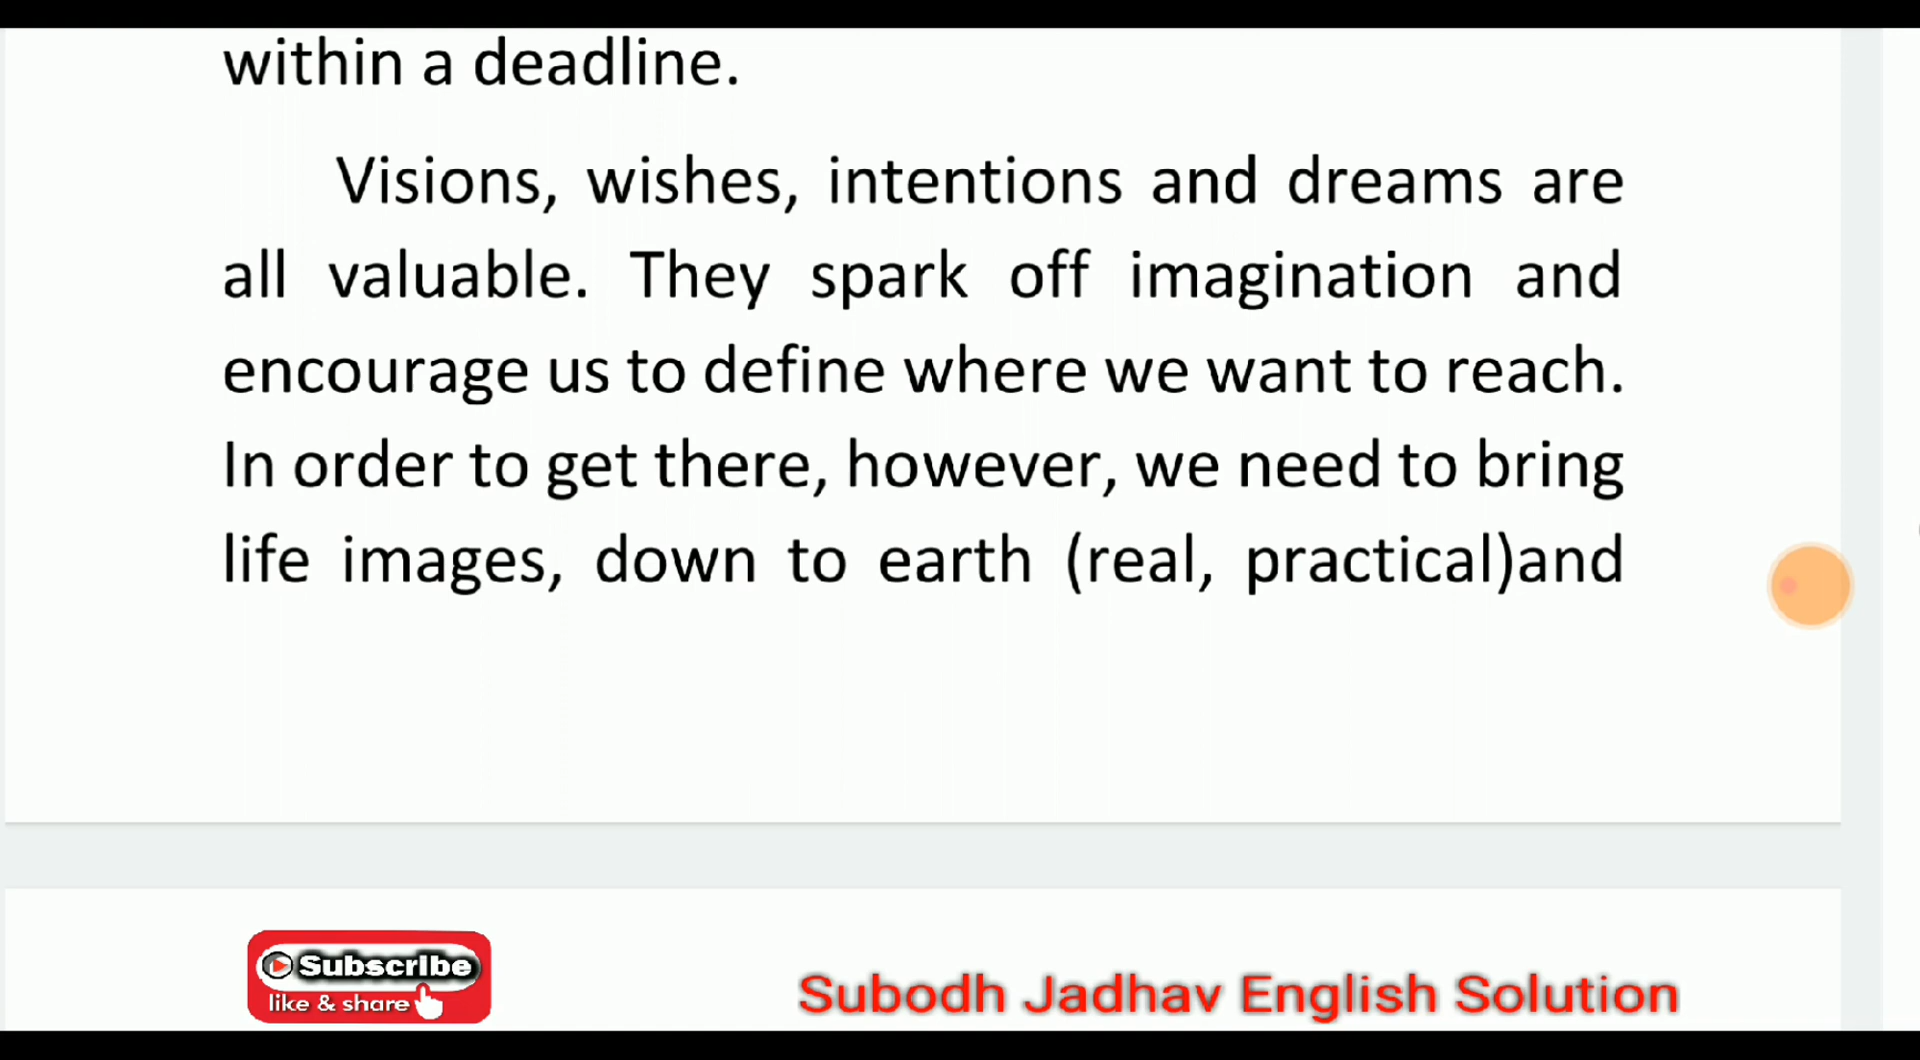 within a deadline.
Visions, wishes, intentions and dreams are
all valuable. They spark off imagination and
encourage us to define where we want to reach.
In order to get there, however, we need to bring
life images, down to earth (real, practical)and
Subscribe
like & share
Subodh Jadhav English Solution